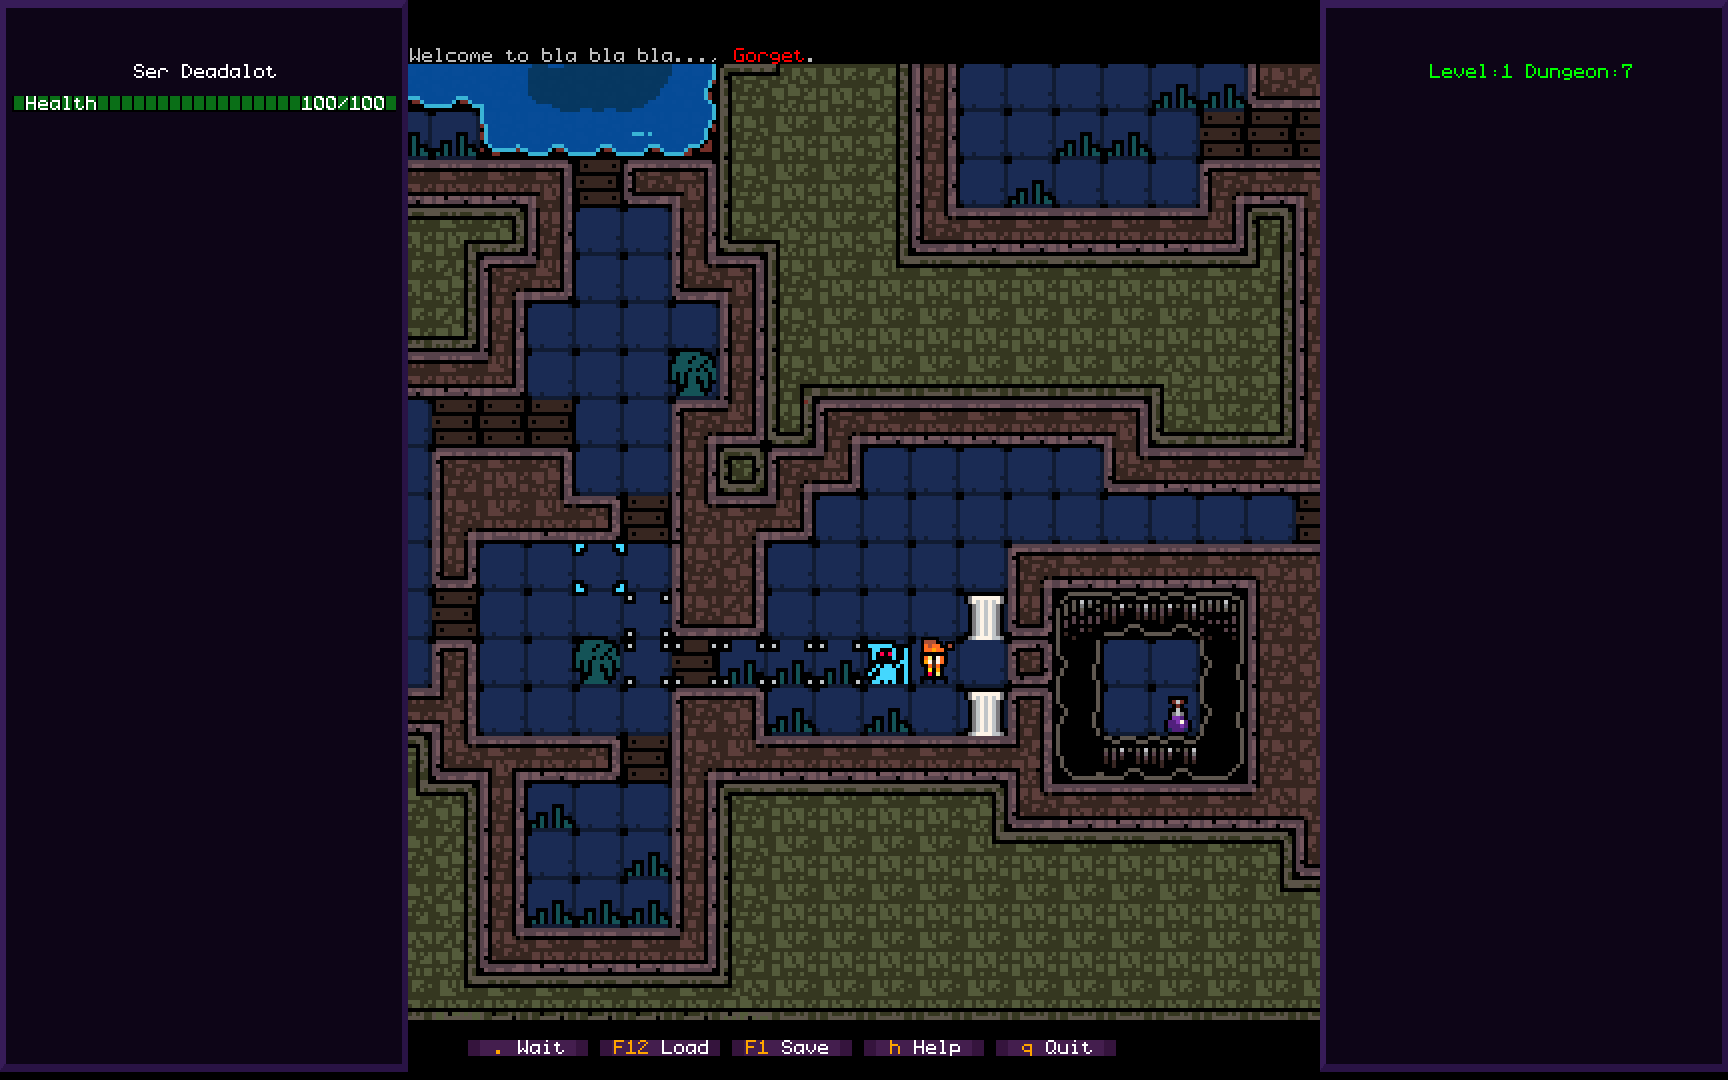 Ser Deadalot
Health 100/100
Welcome to bla bla bla..., Gorget.
Level:1 Dungeon:7
. Wait F12 Load F1 Save h Help q Quit